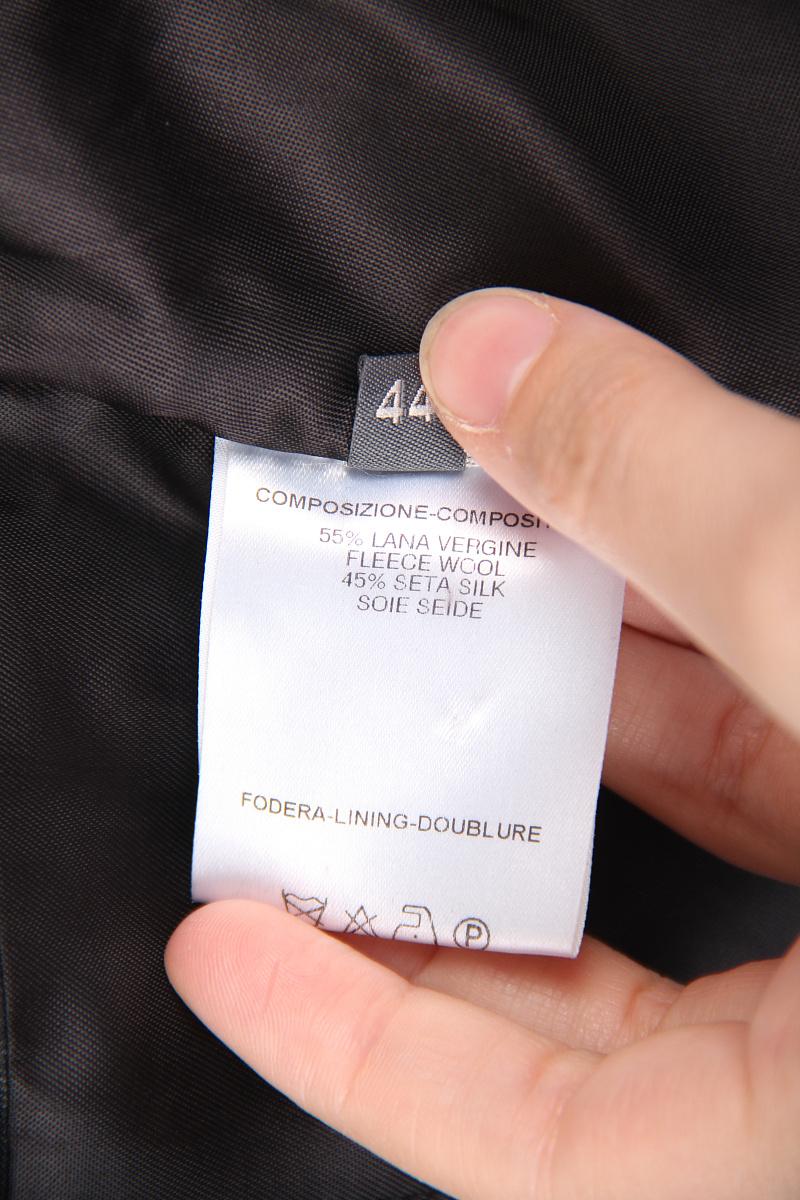 44
COMPOSIZIONE-COMPOSI
55% LANA VERGINE
FLEECE WOOL
45% SETA SILK
SOIE SEIDE
FODERA-LINING-DOUBLURE
P